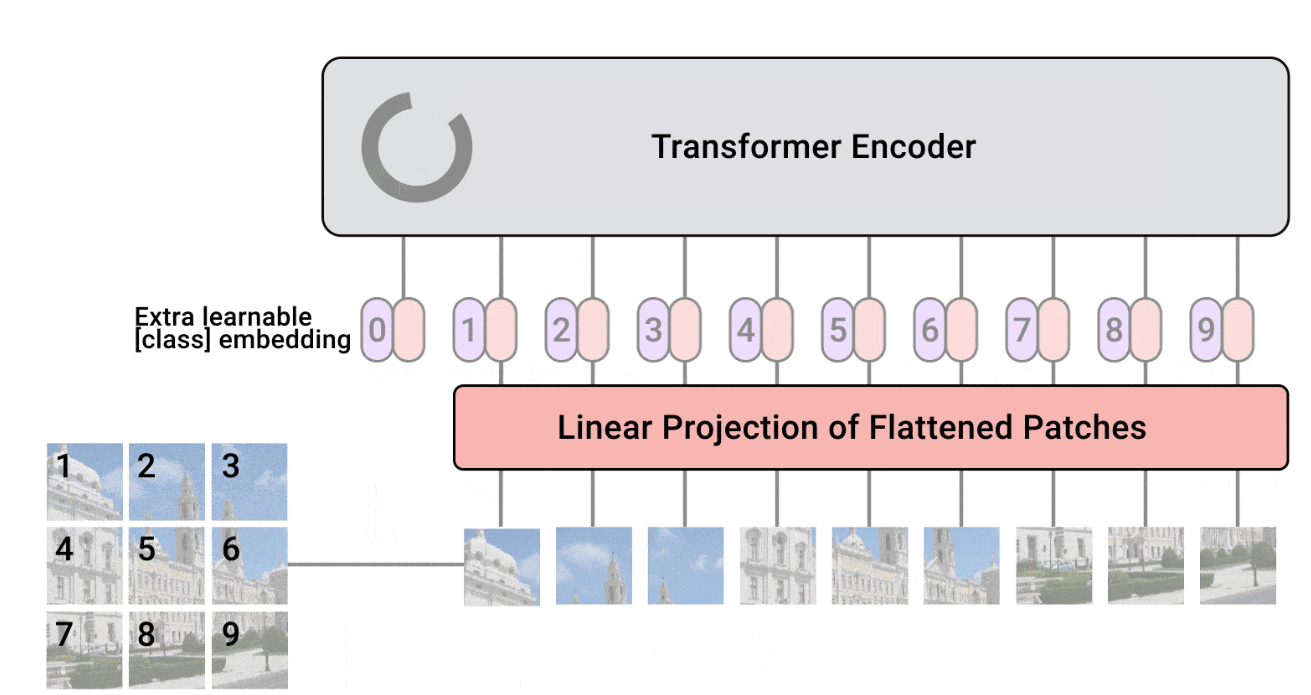 Transformer Encoder
Extra learnable
[class] embedding
0 1 2 3 4 5 6 7 8 9
Linear Projection of Flattened Patches
1 2 3
4 5 6
7 8 9